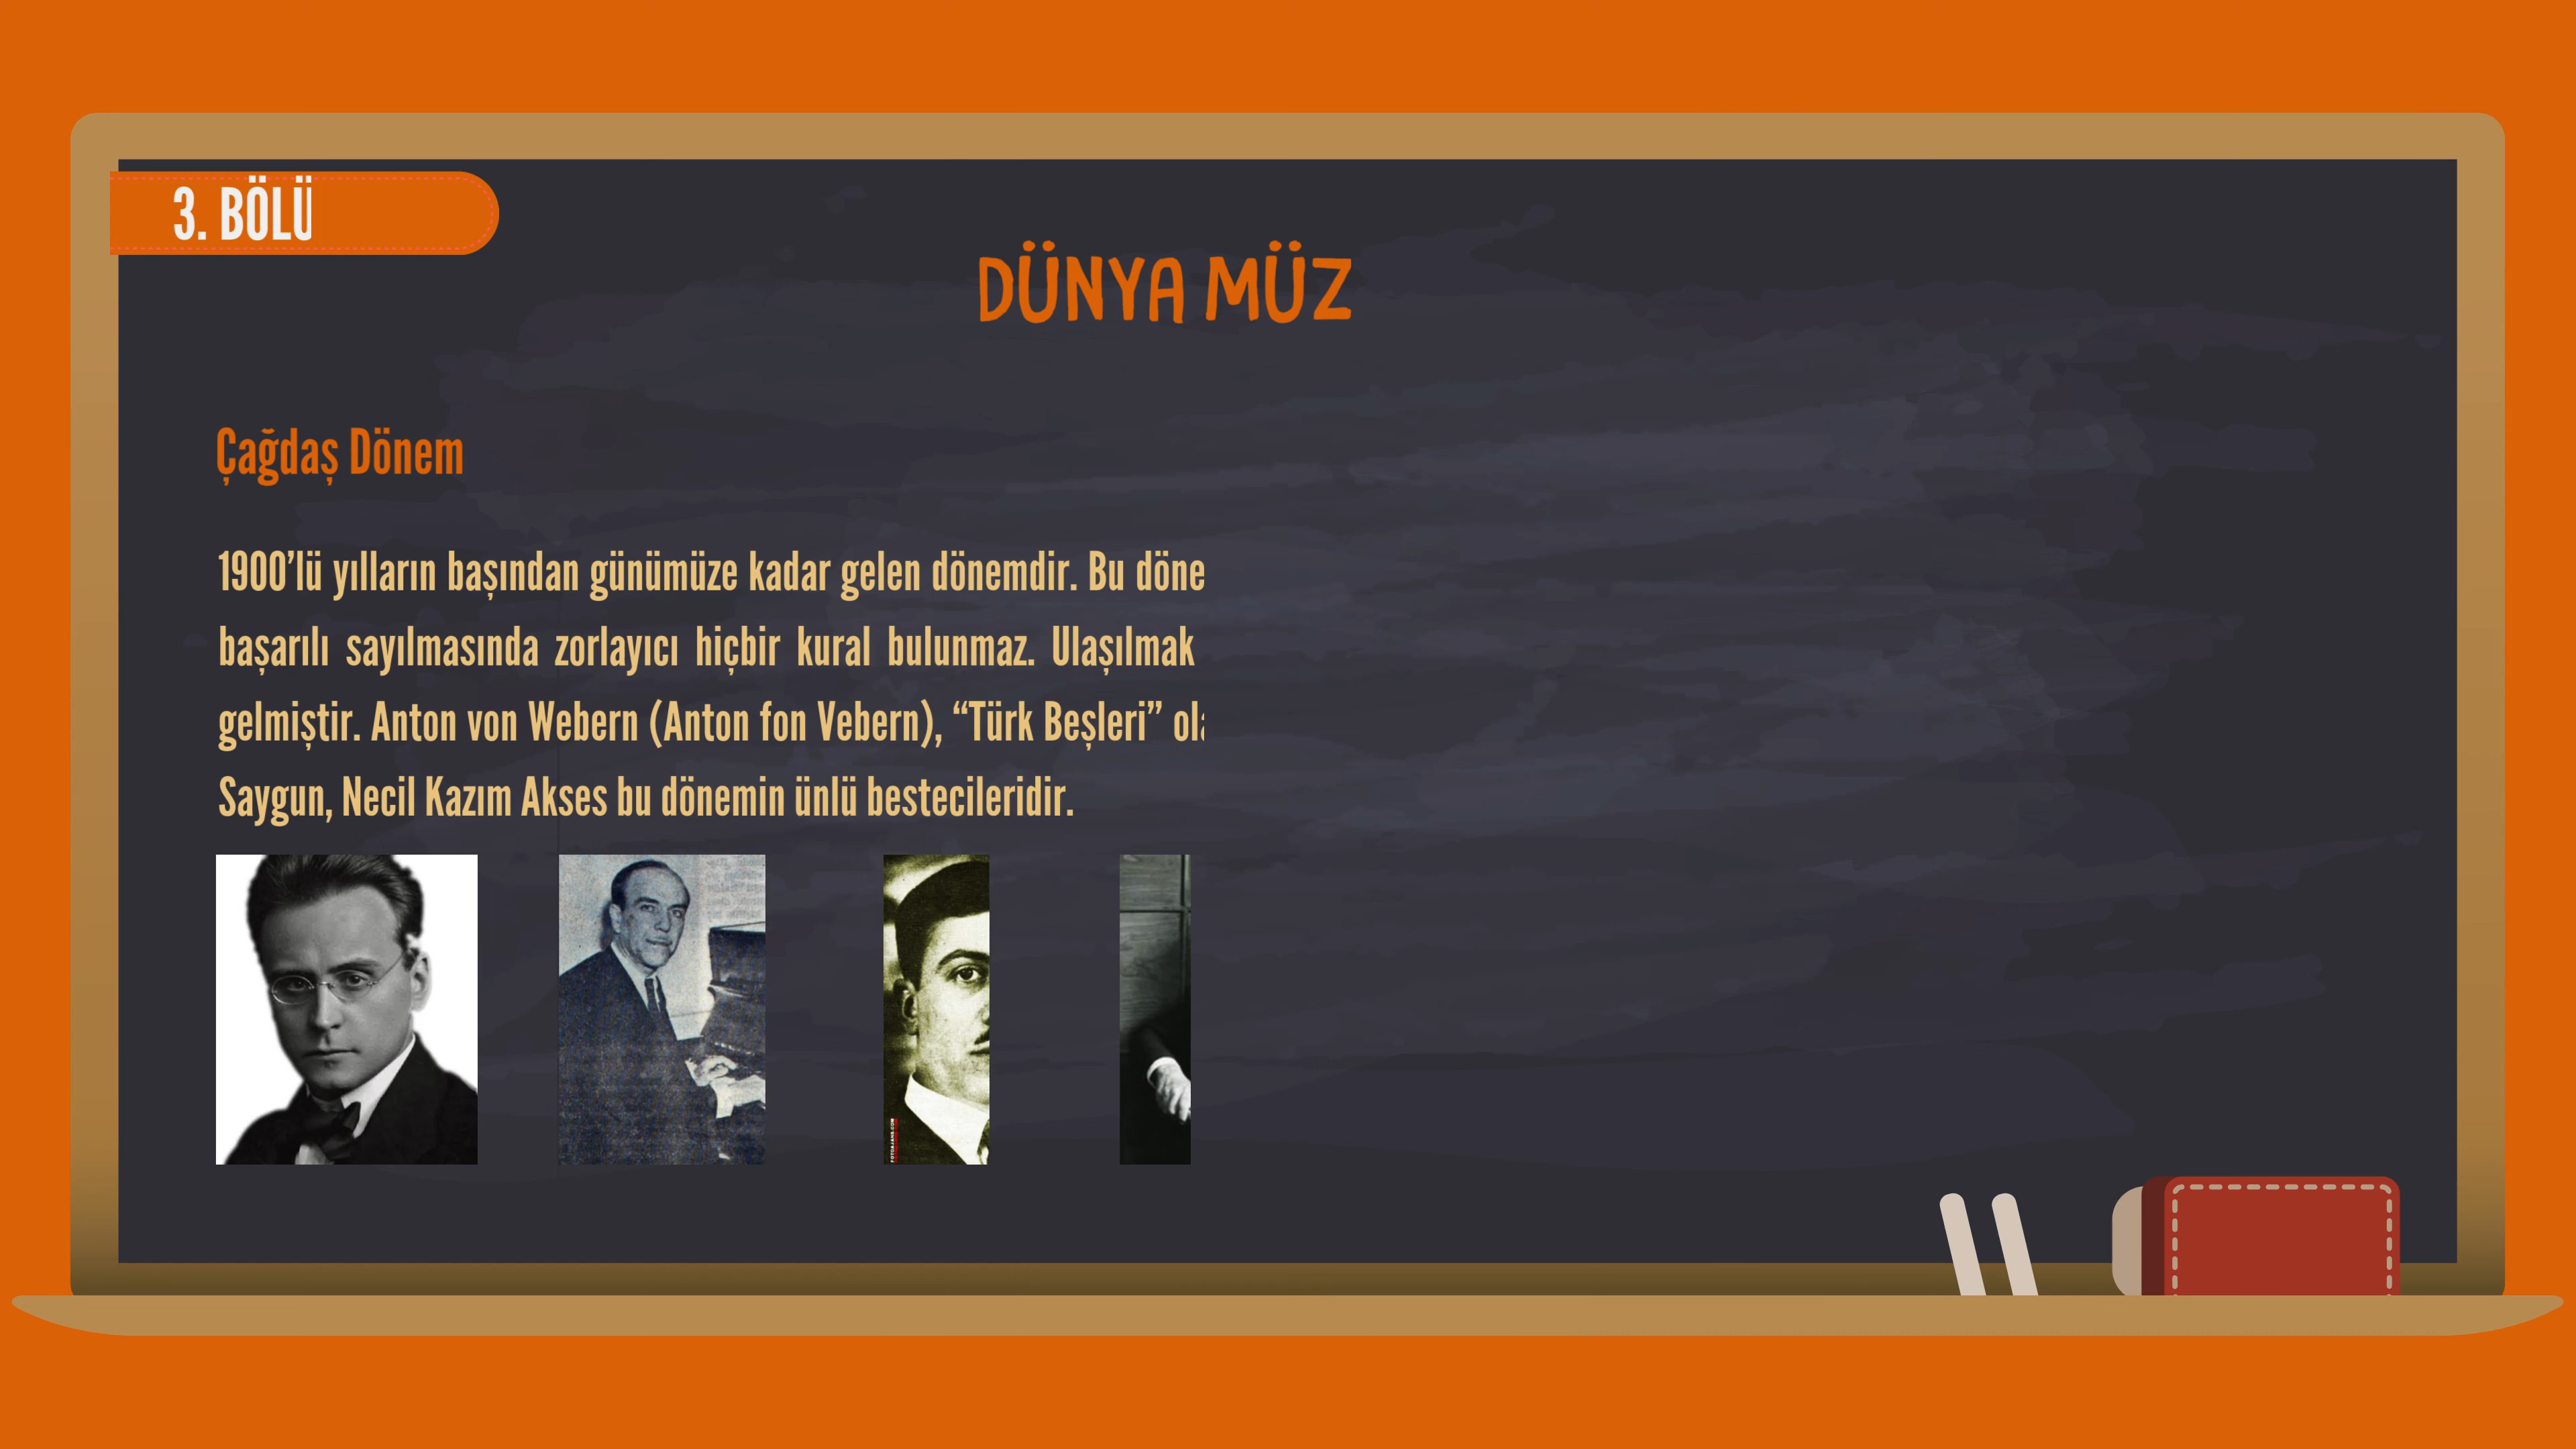 3. BÖLÜ
DÜNYA MÜZ
Çağdaş Dönem
1900’lü yılların başından günümüze kadar gelen dönemdir. Bu döne
başarılı sayılmasında zorlayıcı hiçbir kural bulunmaz. Ulaşılmak
gelmiştir. Anton von Webern (Anton fon Vebern), “Türk Beşleri” ol
Saygun, Necil Kazım Akses bu dönemin ünlü bestecileridir.